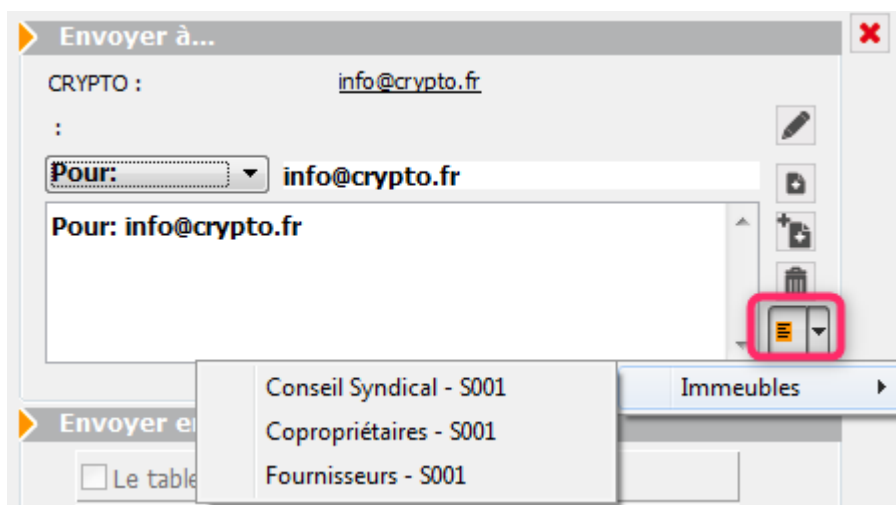 Envoyer à...
CRYPTO :
info@crypto.fr
:
Pour:
info@crypto.fr
Pour: info@crypto.fr
Immeubles
Conseil Syndical - S001
Copropriétaires - S001
Fournisseurs - S001
Envoyer
Le table